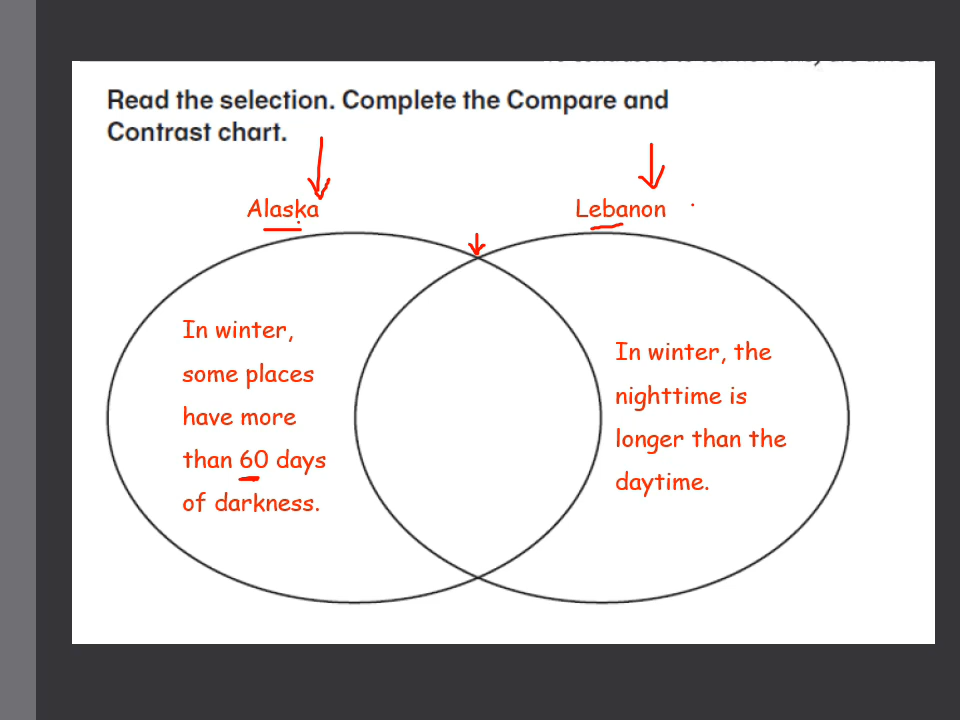 Read the selection. Complete the Compare and
Contrast chart.
Alaska
Lebanon
In winter,
some places
have more
than 60 days
of darkness.
In winter, the
nighttime is
longer than the
daytime.